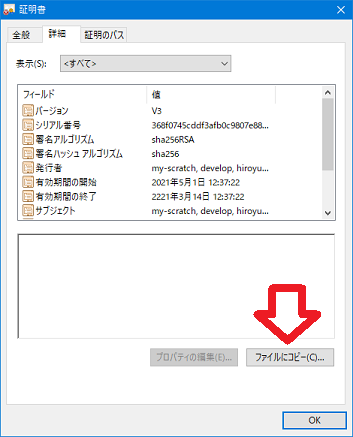 証明書
全般 詳細 証明のパス
表示(S): <すべて>
フィールド 値
バージョン V3
シリアル番号 368f0745cddf3afb0c9807e88...
署名アルゴリズム sha256RSA
署名ハッシュ アルゴリズム sha256
発行者 my-scratch, develop, hiroyu...
有効期間の開始 2021年5月1日 12:37:22
有効期間の終了 2221年3月14日 12:37:22
サブジェクト my-scratch, develop, hiroyu...
プロパティの編集(E)... ファイルにコピー(C)...
OK